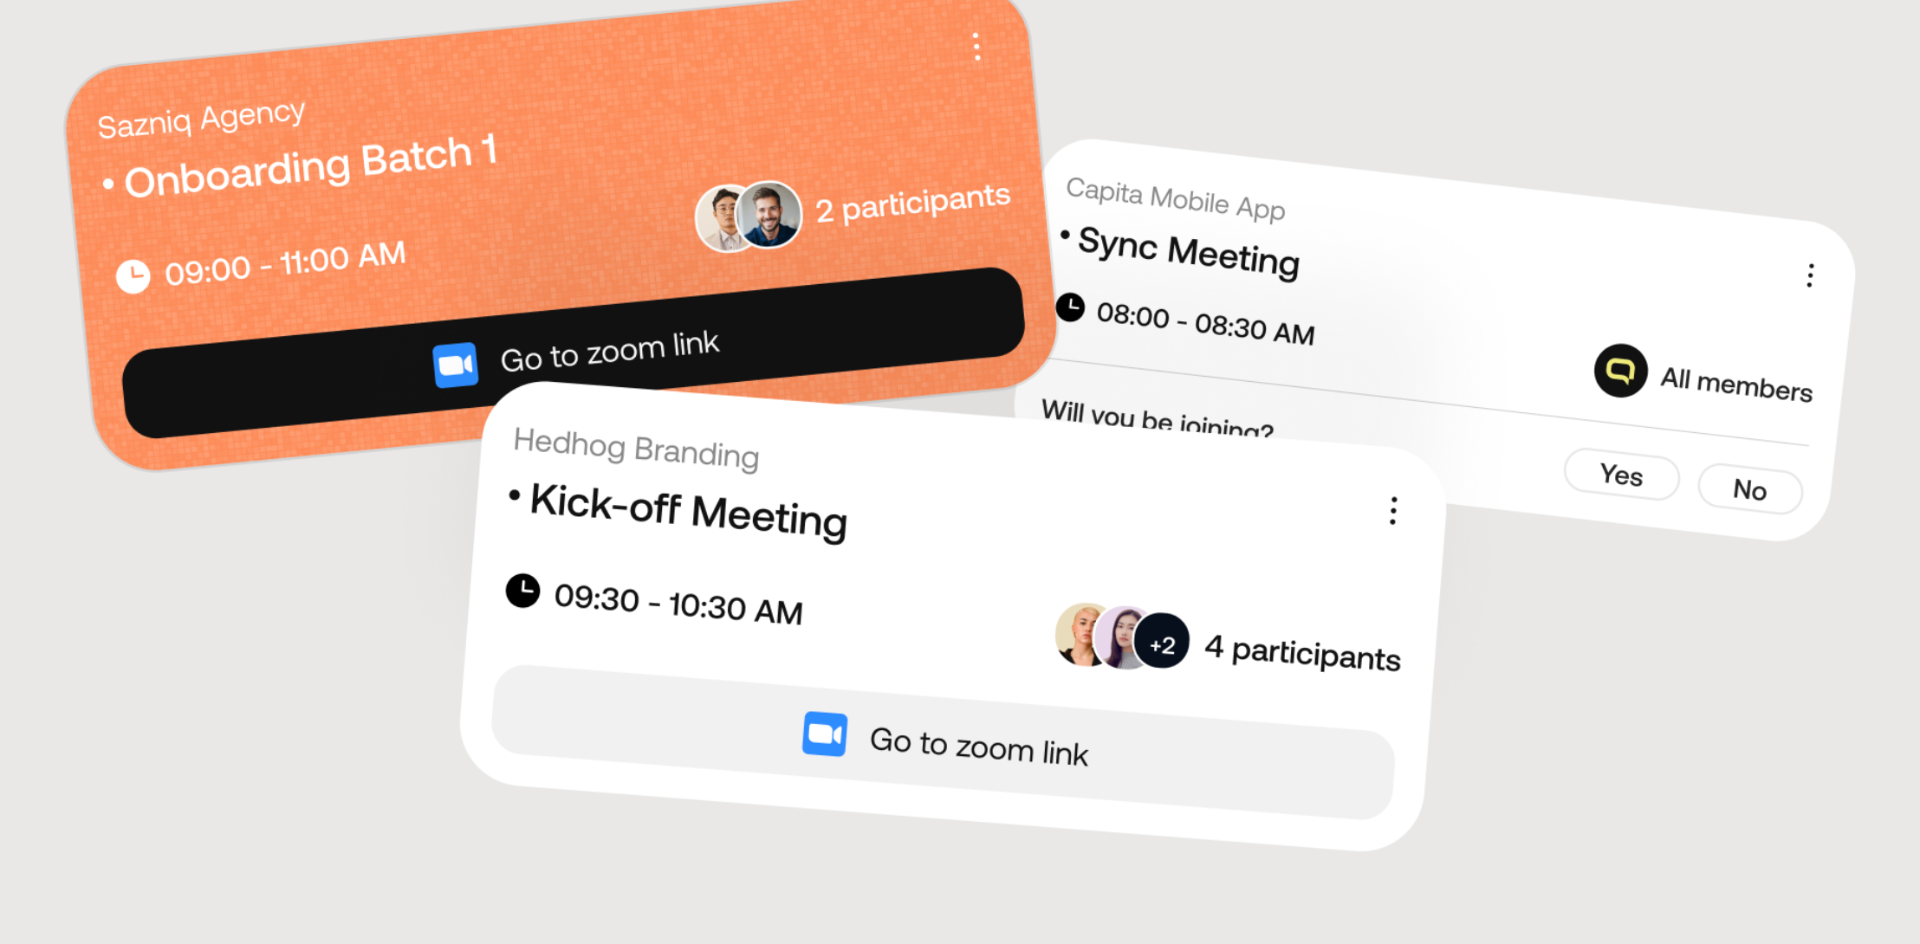 Sazniq Agency
• Onboarding Batch 1
2 participants
09:00 - 11:00 AM
Go to zoom link
Capita Mobile App
• Sync Meeting
08:00 - 08:30 AM
All members
Will you be joining?
Yes
No
Hedhog Branding
• Kick-off Meeting
09:30 - 10:30 AM
+2
4 participants
Go to zoom link